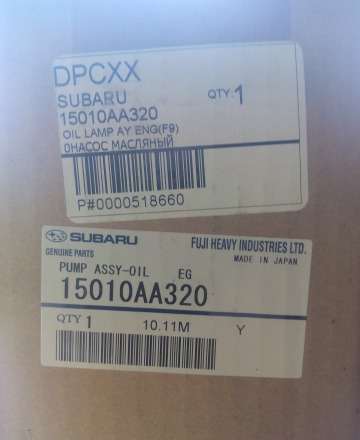 DPCXX
SUBARU QTY: 1
15010AA320
OIL LAMP AY ENG(F9)
0НАСОС МАСЛЯНЫЙ
P#0000518660
SUBARU FUJI HEAVY INDUSTRIES LTD.
GENUINE PARTS MADE IN JAPAN
PUMP ASSY-OIL EG
15010AA320
QTY 1 10.11M Y